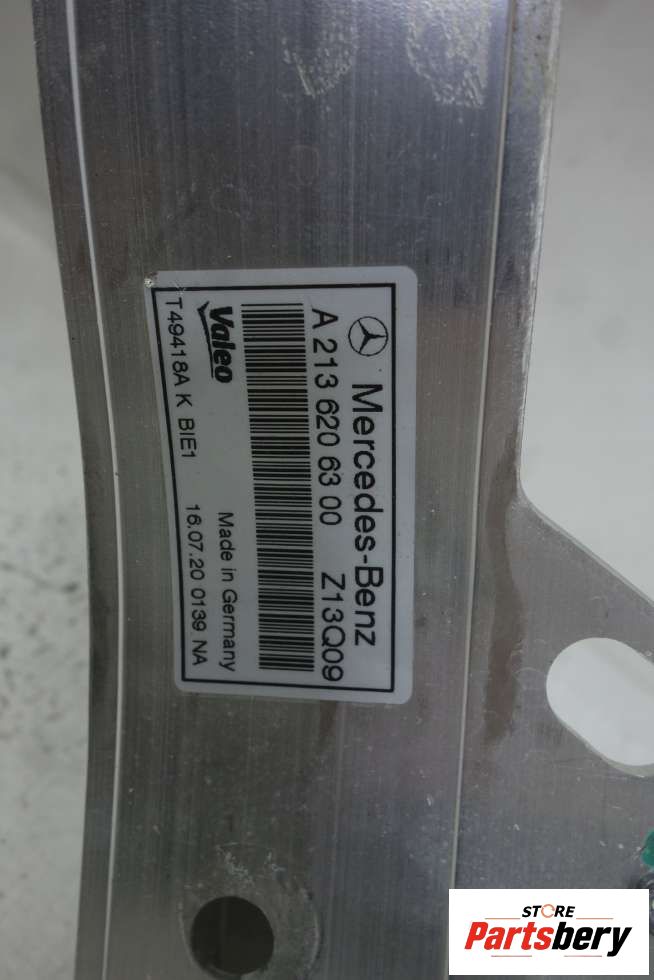 Mercedes-Benz
A 213 620 63 00 Z13Q09
Valeo
Made in Germany
T49418A K BIE1 16.07.20 0139 NA
STORE
Partsbery